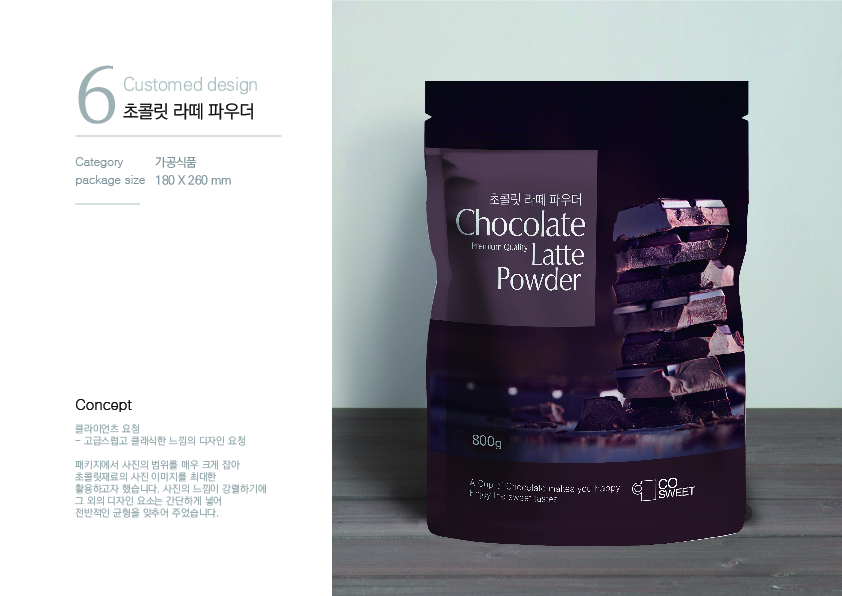 6
Customed design
초콜릿 라떼 파우더
Category 가공식품
package size 180 X 260 mm
Concept
클라이언츠 요청
- 고급스럽고 클래식한 느낌의 디자인 요청
패키지에서 사진의 범위를 매우 크게 잡아
초콜릿재료의 사진 이미지를 최대한
활용하고자 했습니다. 사진의 느낌이 강렬하기에
그 외의 디자인 요소는 간단하게 넣어
전반적인 균형을 맞추어 주었습니다.
초콜릿 라떼 파우더
Chocolate
Premium Quality Latte
Powder
800g
A Cup of Chocolate makes you happy
Enjoy the sweet tastes
CO
SWEET